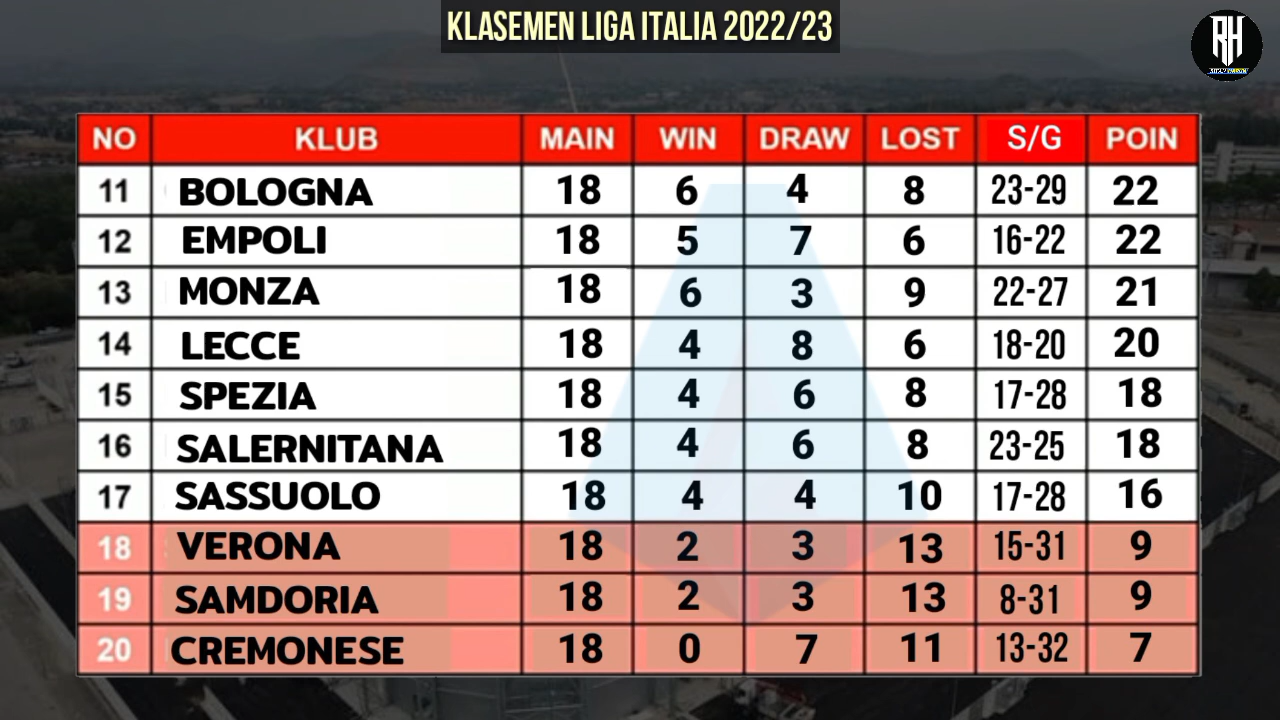 KLASEMEN LIGA ITALIA 2022/23
RH
NO KLUB MAIN WIN DRAW LOST S/G POIN
11 BOLOGNA 18 6 4 8 23-29 22
12 EMPOLI 18 5 7 6 16-22 22
13 MONZA 18 6 3 9 22-27 21
14 LECCE 18 4 8 6 18-20 20
15 SPEZIA 18 4 6 8 17-28 18
16 SALERNITANA 18 4 6 8 23-25 18
17 SASSUOLO 18 4 4 10 17-28 16
18 VERONA 18 2 3 13 15-31 9
19 SAMDORIA 18 2 3 13 8-31 9
20 CREMONESE 18 0 7 11 13-32 7